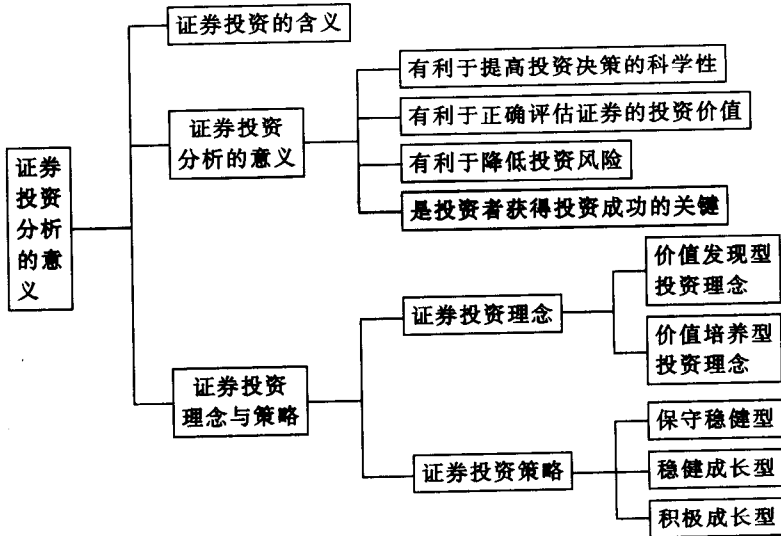 证券
投资
分析
的意
义
证券投资的含义
证券投资
分析的意义
有利于提高投资决策的科学性
有利于正确评估证券的投资价值
有利于降低投资风险
是投资者获得投资成功的关键
证券投资
理念与策略
证券投资理念
价值发现型
投资理念
价值培养型
投资理念
证券投资策略
保守稳健型
稳健成长型
积极成长型